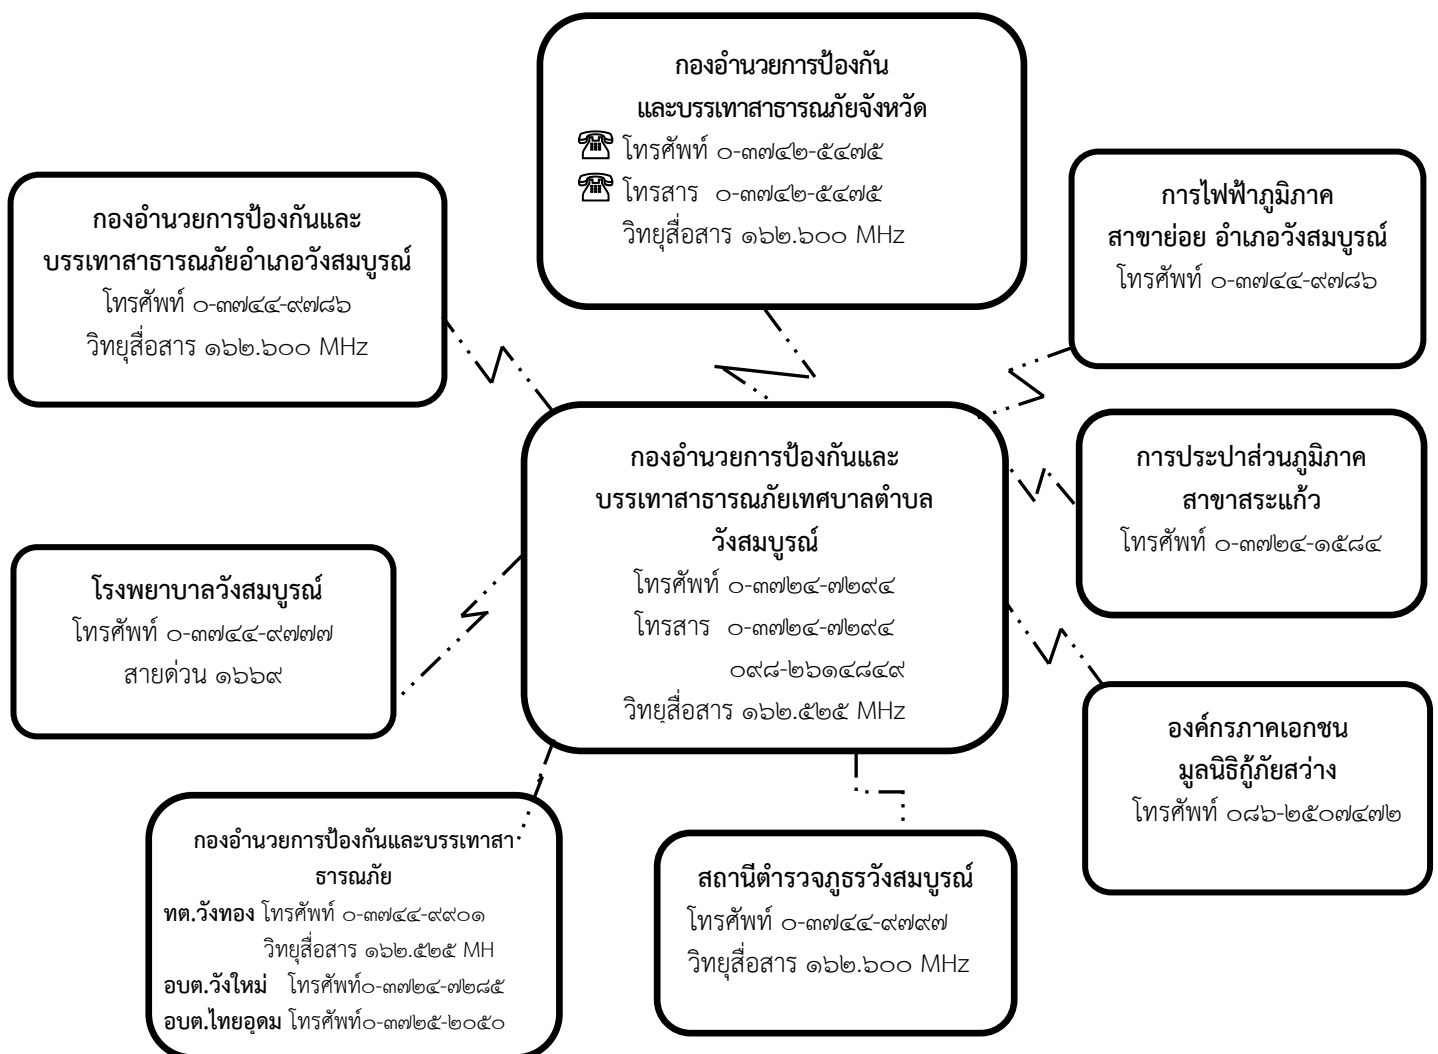 กองอำนวยการป้องกัน
และบรรเทาสาธารณภัยจังหวัด
โทรศัพท์ ๐-๓๗๔๒-๕๔๗๕
โทรสาร ๐-๓๗๔๒-๕๔๗๕
วิทยุสื่อสาร ๑๖๒.๖๐๐ MHz
กองอำนวยการป้องกันและ
บรรเทาสาธารณภัยอำเภอวังสมบูรณ์
โทรศัพท์ ๐-๓๗๔๔-๙๗๘๖
วิทยุสื่อสาร ๑๖๒.๖๐๐ MHz
การไฟฟ้าภูมิภาค
สาขาย่อย อำเภอวังสมบูรณ์
โทรศัพท์ ๐-๓๗๔๔-๙๗๘๖
กองอำนวยการป้องกันและ
บรรเทาสาธารณภัยเทศบาลตำบล
วังสมบูรณ์
โทรศัพท์ ๐-๓๗๒๔-๗๒๙๔
โทรสาร ๐-๓๗๒๔-๗๒๙๔
๐๙๘-๒๖๑๔๘๔๙
วิทยุสื่อสาร ๑๖๒.๕๒๕ MHz
การประปาส่วนภูมิภาค
สาขาสระแก้ว
โทรศัพท์ ๐-๓๗๒๔-๑๕๘๔
โรงพยาบาลวังสมบูรณ์
โทรศัพท์ ๐-๓๗๔๔-๙๗๗๗
สายด่วน ๑๖๖๙
องค์กรภาคเอกชน
มูลนิธิกู้ภัยสว่าง
โทรศัพท์ ๐๘๖-๒๕๐๗๔๗๒
กองอำนวยการป้องกันและบรรเทาสา
ธารณภัย
ทต.วังทอง โทรศัพท์ ๐-๓๗๔๔-๙๙๐๑
วิทยุสื่อสาร ๑๖๒.๕๒๕ MH
อบต.วังใหม่ โทรศัพท์๐-๓๗๒๔-๗๒๘๕
อบต.ไทยอุดม โทรศัพท์๐-๓๗๒๕-๒๐๕๐
สถานีตำรวจภูธรวังสมบูรณ์
โทรศัพท์ ๐-๓๗๔๔-๙๗๙๗
วิทยุสื่อสาร ๑๖๒.๖๐๐ MHz